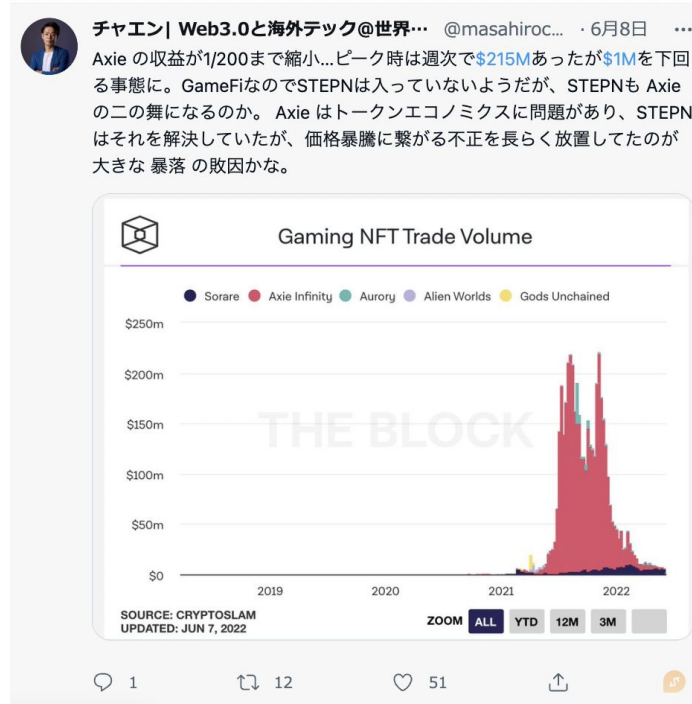 チャエン| Web3.0と海外テック@世界… @masahiroc... · 6月8日 ...
Axie の収益が1/200まで縮小...ピーク時は週次で$215Mあったが$1Mを下回
る事態に。GameFiなのでSTEPNは入っていないようだが、STEPNも Axie
の二の舞になるのか。 Axie はトークンエコノミクスに問題があり、STEPN
はそれを解決していたが、価格暴騰に繋がる不正を長らく放置してたのが
大きな 暴落 の敗因かな。
Gaming NFT Trade Volume
Sorare Axie Infinity Aurory Alien Worlds Gods Unchained
$250m
$200m
$150m
THE BLOCK
$100m
$50m
$0
2019 2020 2021 2022
SOURCE: CRYPTOSLAM
UPDATED: JUN 7, 2022
ZOOM ALL YTD 12M 3M
1 12 51